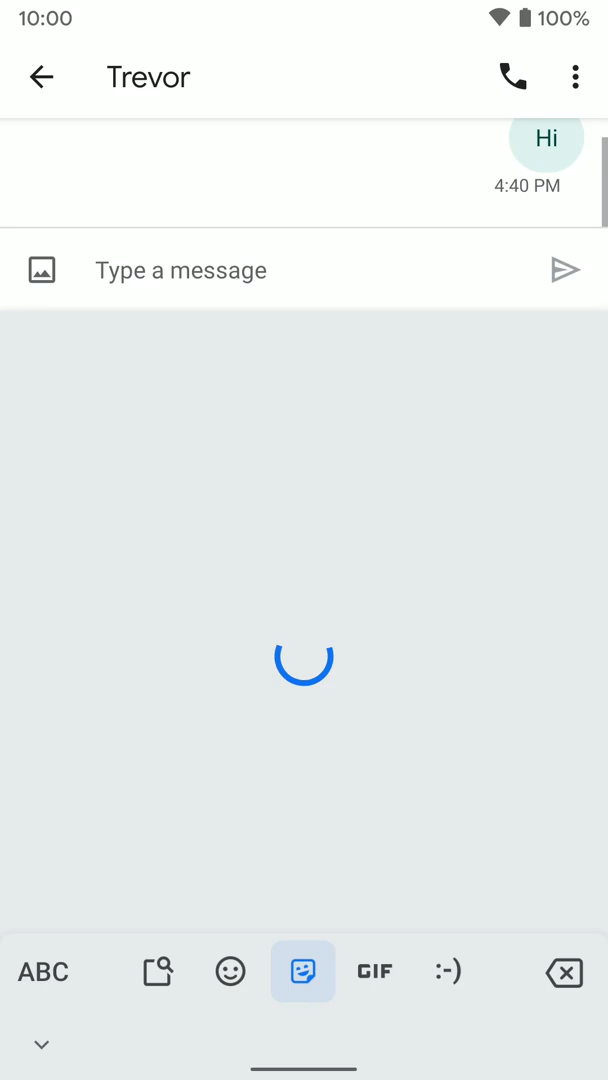 10:00
100%
Trevor
Hi
4:40 PM
Type a message
ABC
GIF
:-)